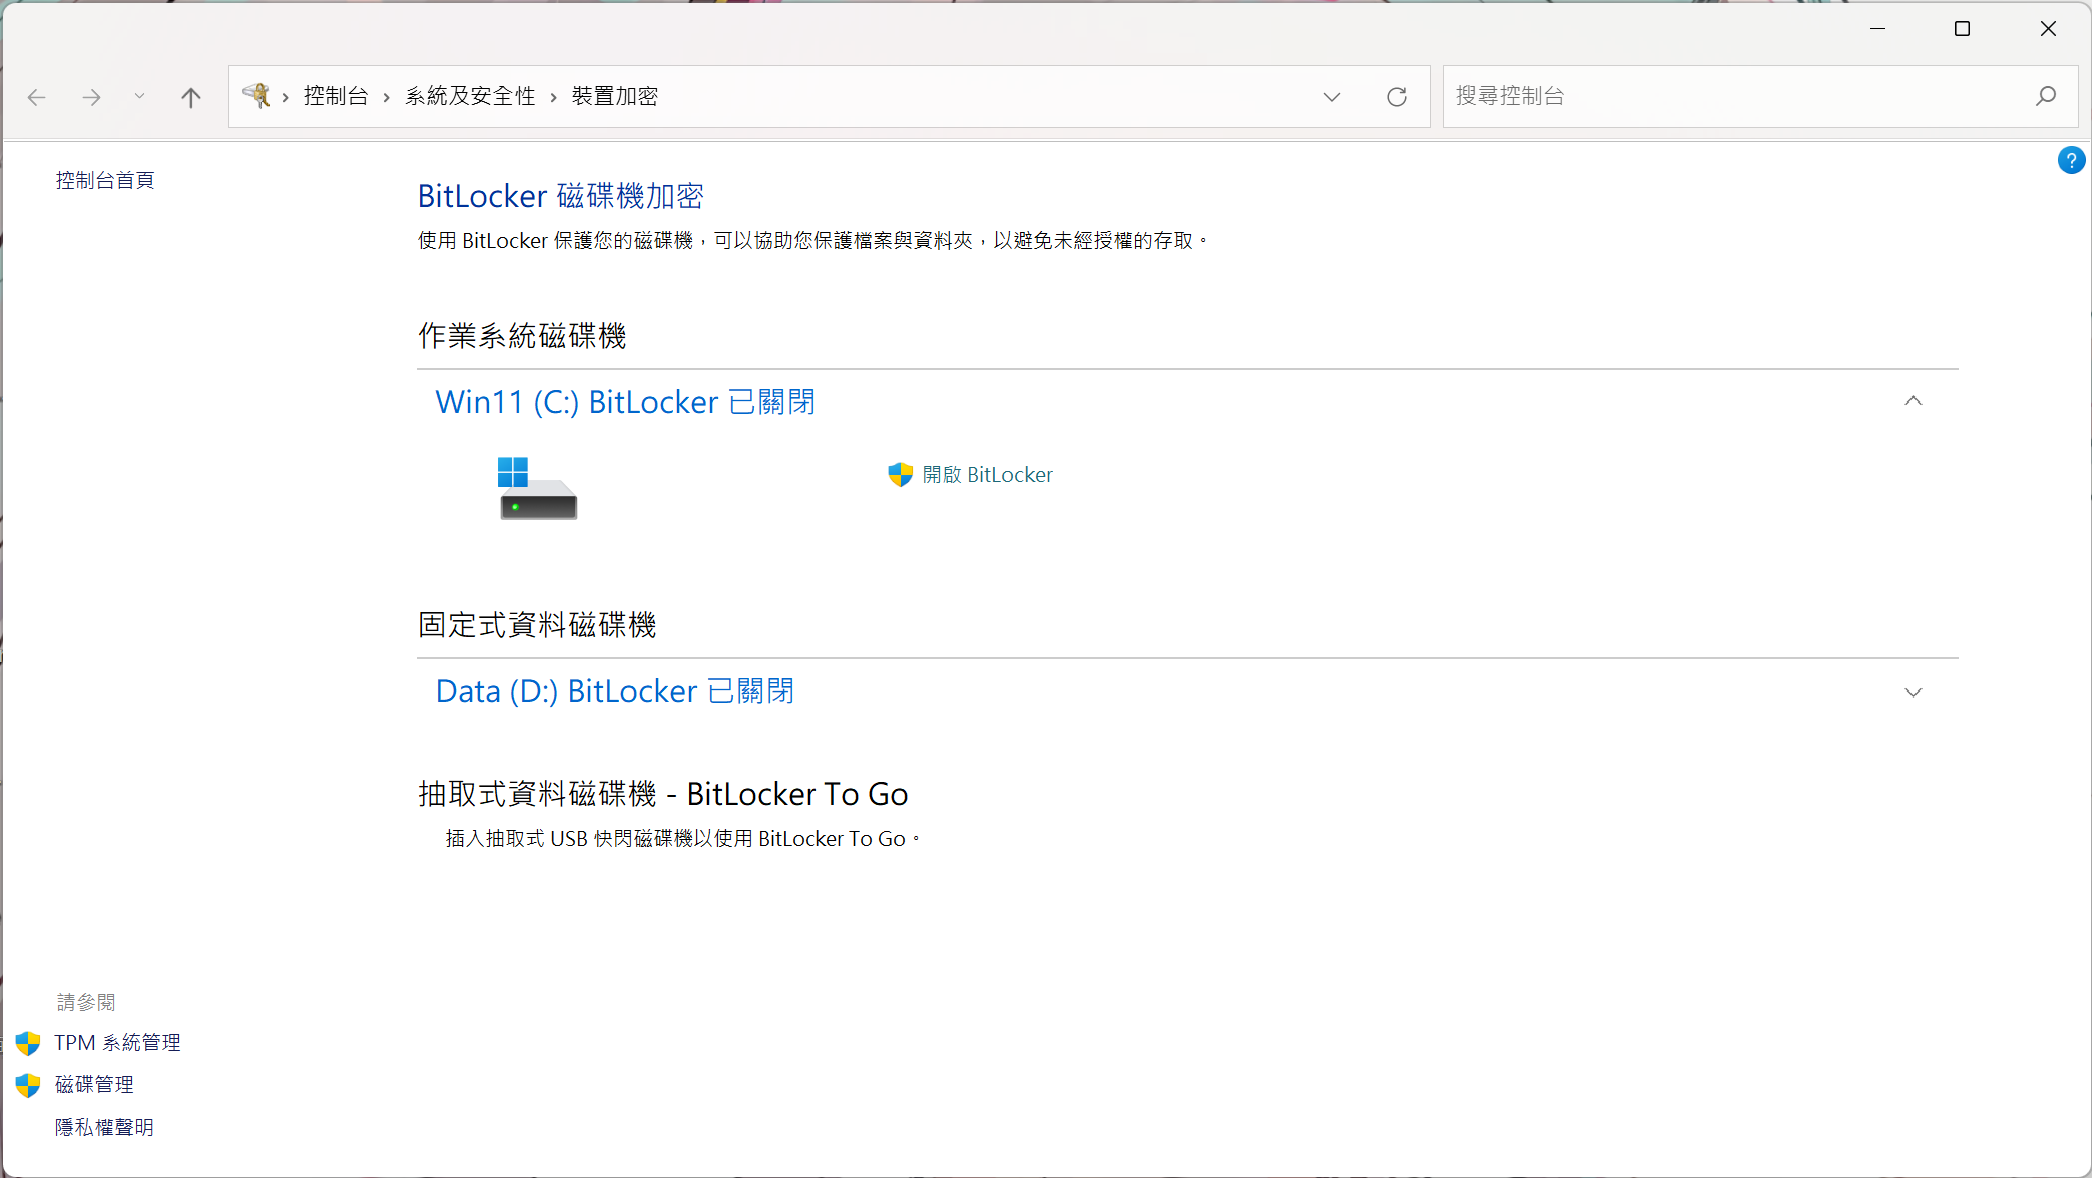 控制台 › 系統及安全性 › 裝置加密
搜尋控制台
控制台首頁
BitLocker 磁碟機加密
使用 BitLocker 保護您的磁碟機，可以協助您保護檔案與資料夾，以避免未經授權的存取。
作業系統磁碟機
Win11 (C:) BitLocker 已關閉
開啟 BitLocker
固定式資料磁碟機
Data (D:) BitLocker 已關閉
抽取式資料磁碟機 - BitLocker To Go
插入抽取式 USB 快閃磁碟機以使用 BitLocker To Go。
請參閱
TPM 系統管理
磁碟管理
隱私權聲明